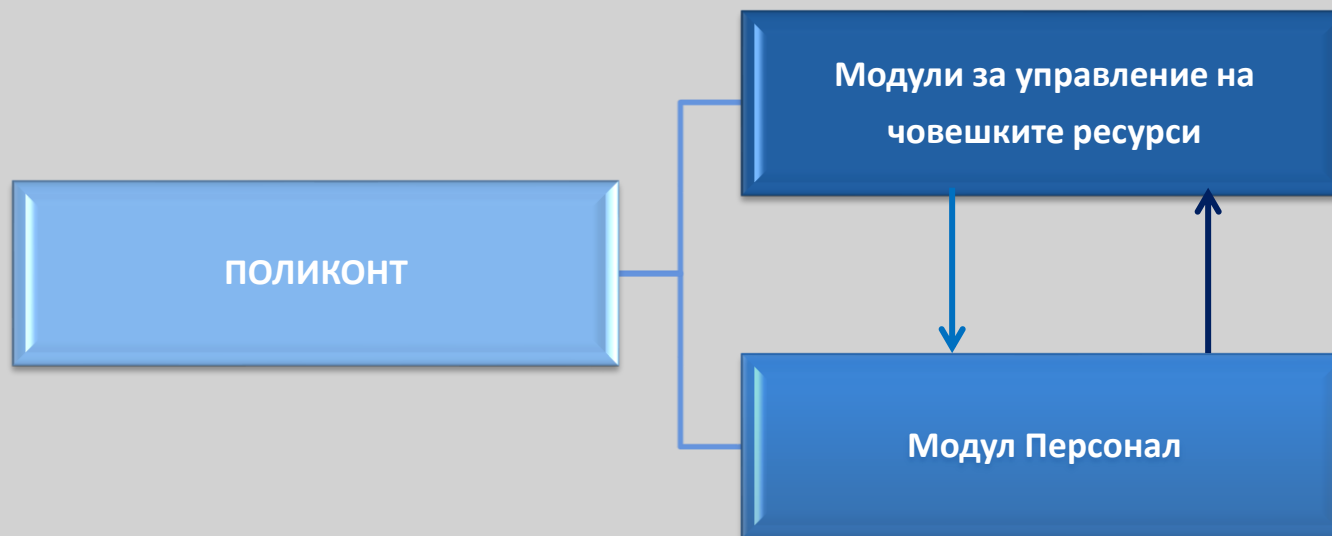 Модули за управление на
човешките ресурси
ПОЛИКОНТ
Модул Персонал